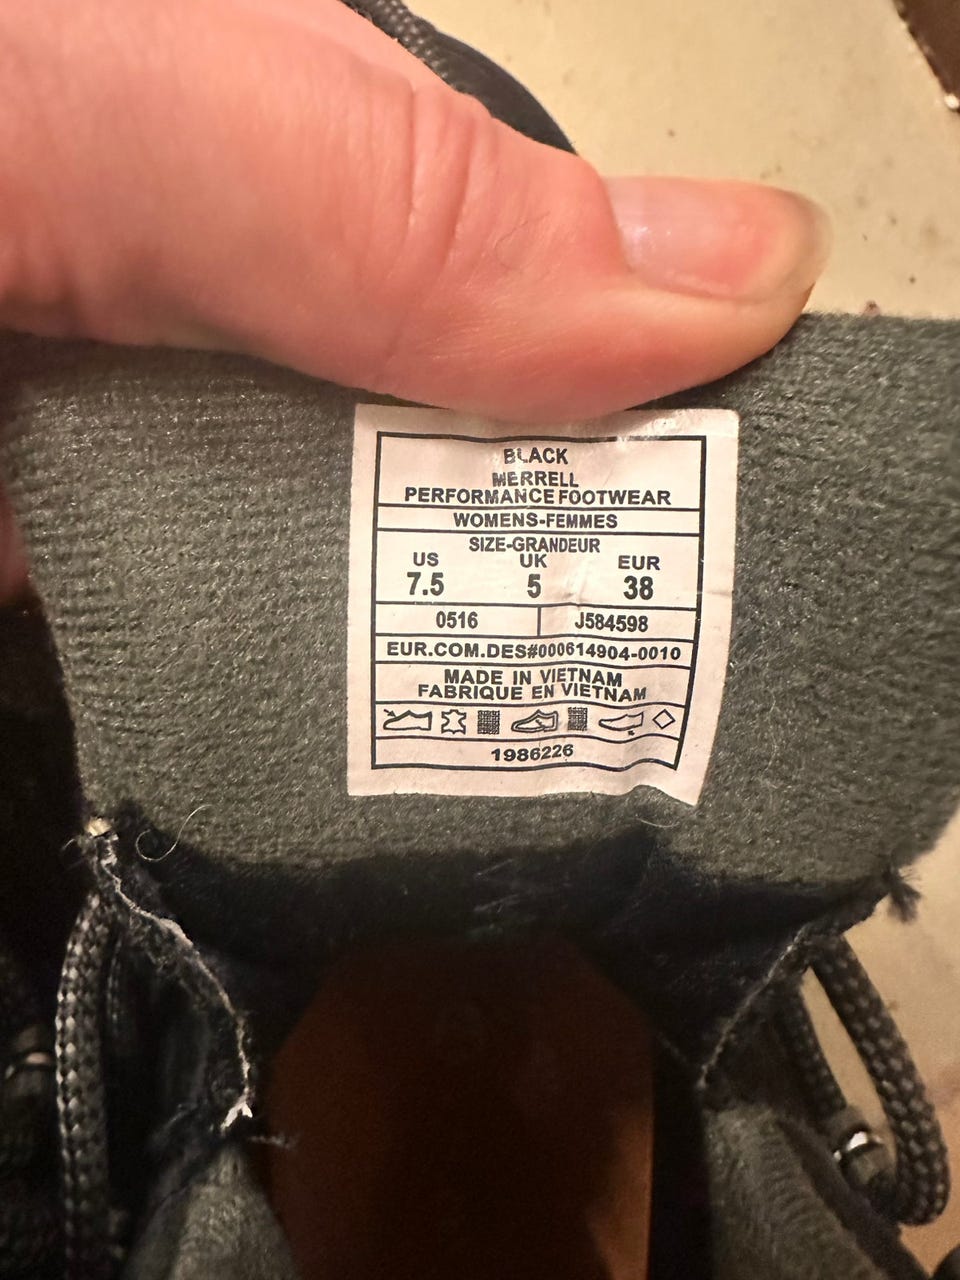 BLACK
MERRELL
PERFORMANCE FOOTWEAR
WOMENS-FEMMES
SIZE-GRANDEUR
US UK EUR
7.5 5 38
0516 J584598
EUR.COM.DES#000614904-0010
MADE IN VIETNAM
FABRIQUE EN VIETNAM
1986226